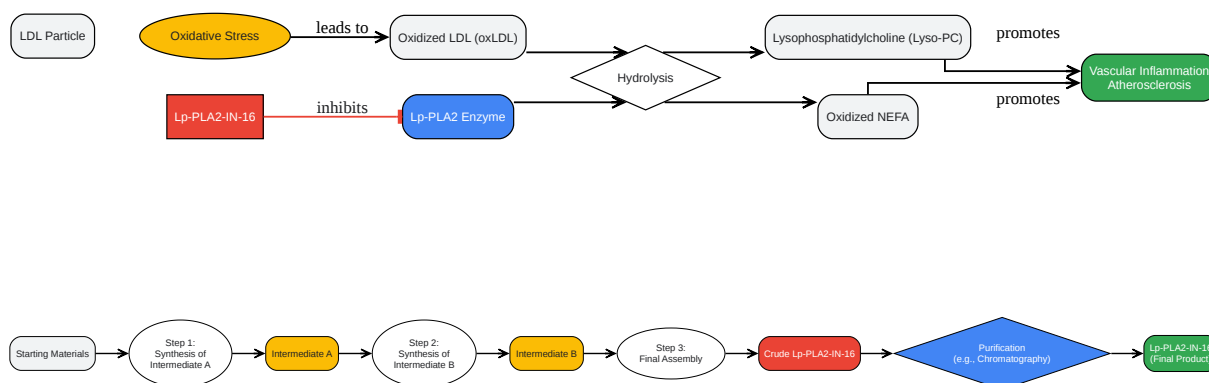 LDL Particle
Oxidative Stress
leads to
Oxidized LDL (oxLDL)
Hydrolysis
Lysophosphatidylcholine (Lyso-PC)
promotes
Vascular Inflammation
Atherosclerosis
Lp-PLA2-IN-16
inhibits
Lp-PLA2 Enzyme
Oxidized NEFA
promotes
Starting Materials
Step 1:
Synthesis of
Intermediate A
Intermediate A
Step 2:
Synthesis of
Intermediate B
Intermediate B
Step 3:
Final Assembly
Crude Lp-PLA2-IN-16
Purification
(e.g., Chromatography)
Lp-PLA2-IN-16
(Final Product